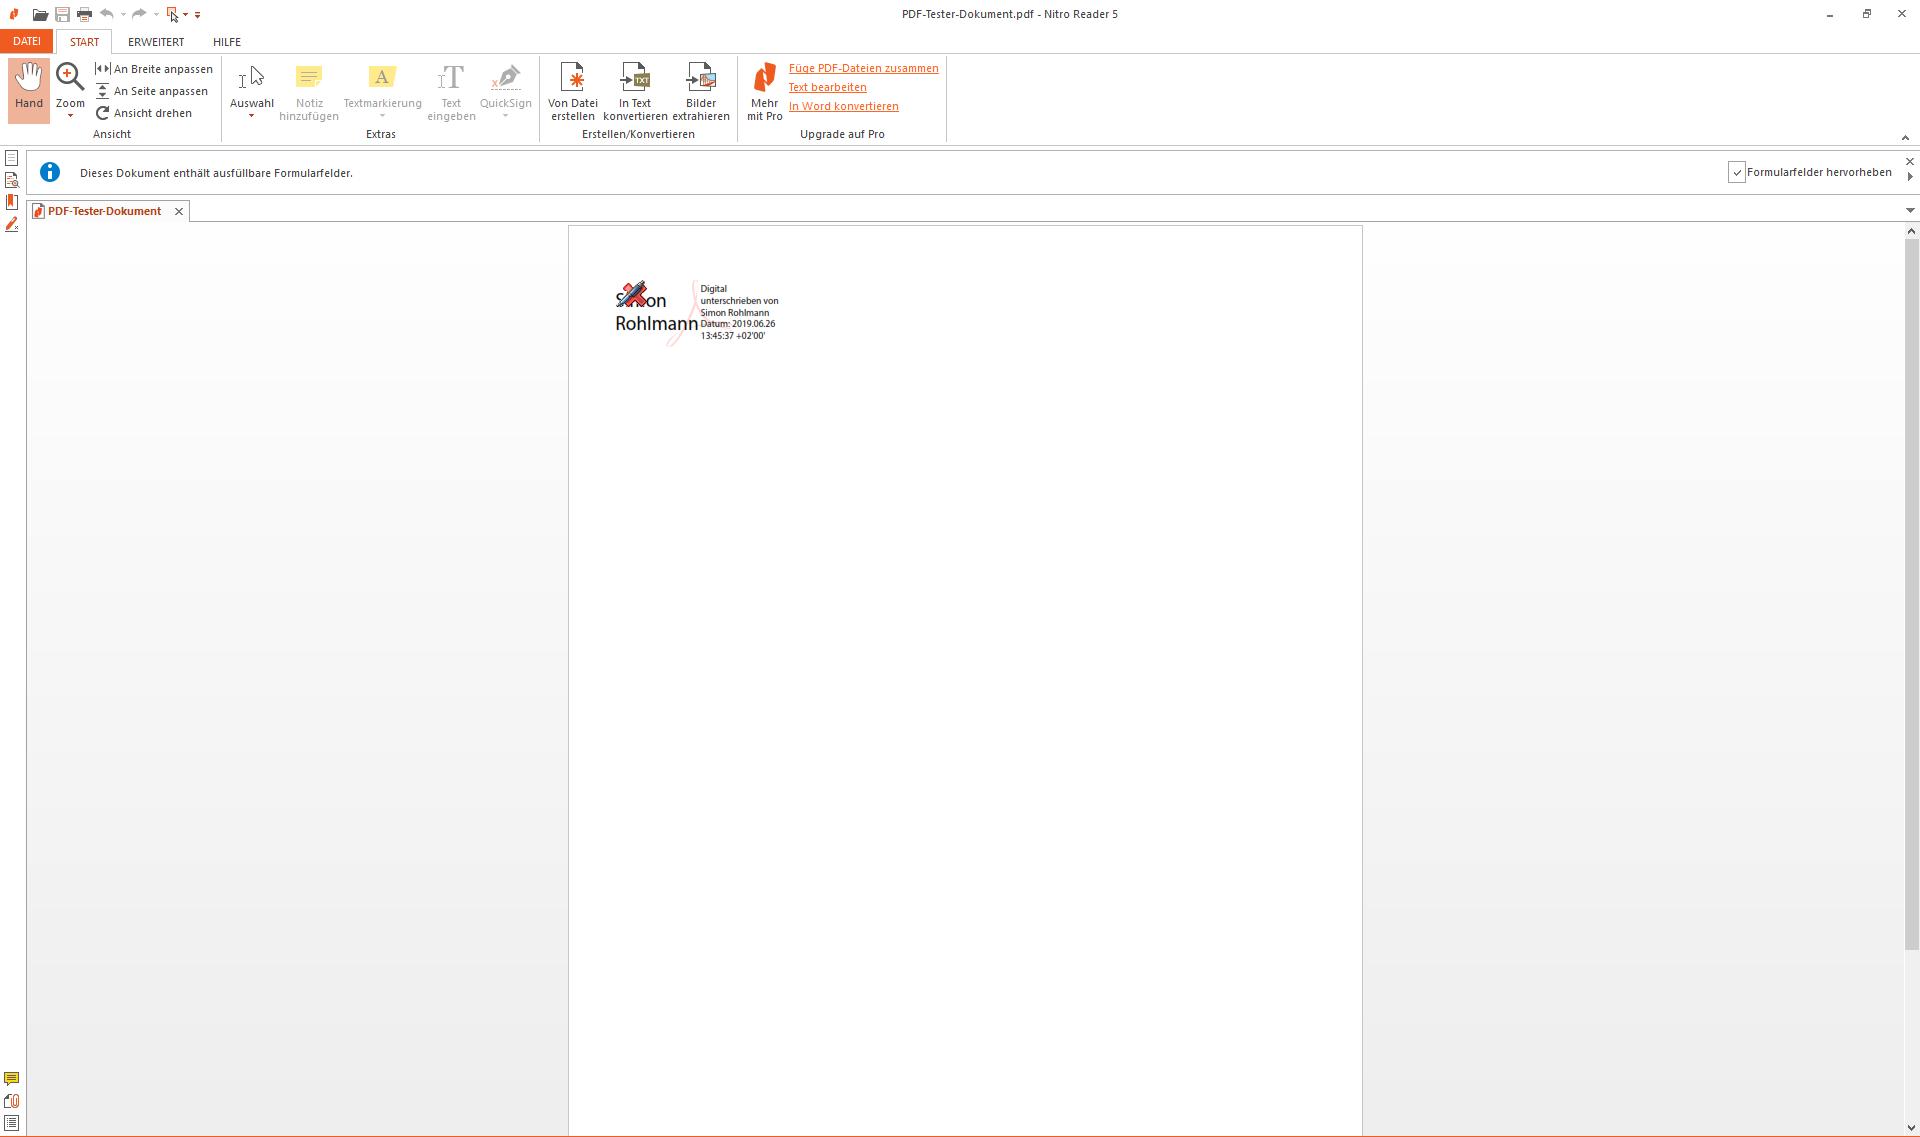 PDF-Tester-Dokument.pdf - Nitro Reader 5
DATEI START ERWEITERT HILFE
Hand
Zoom
An Breite anpassen
An Seite anpassen
Ansicht drehen
Ansicht
Auswahl
Notiz
hinzufügen
Textmarkierung
Text
eingeben
QuickSign
Extras
Von Datei
erstellen
In Text
konvertieren
Bilder
extrahieren
Erstellen/Konvertieren
Mehr
mit Pro
Füge PDF-Dateien zusammen
Text bearbeiten
In Word konvertieren
Upgrade auf Pro
Dieses Dokument enthält ausfüllbare Formularfelder.
Formularfelder hervorheben
PDF-Tester-Dokument
Simon
Rohlmann
Digital
unterschrieben von
Simon Rohlmann
Datum: 2019.06.26
13:45:37 +02'00'